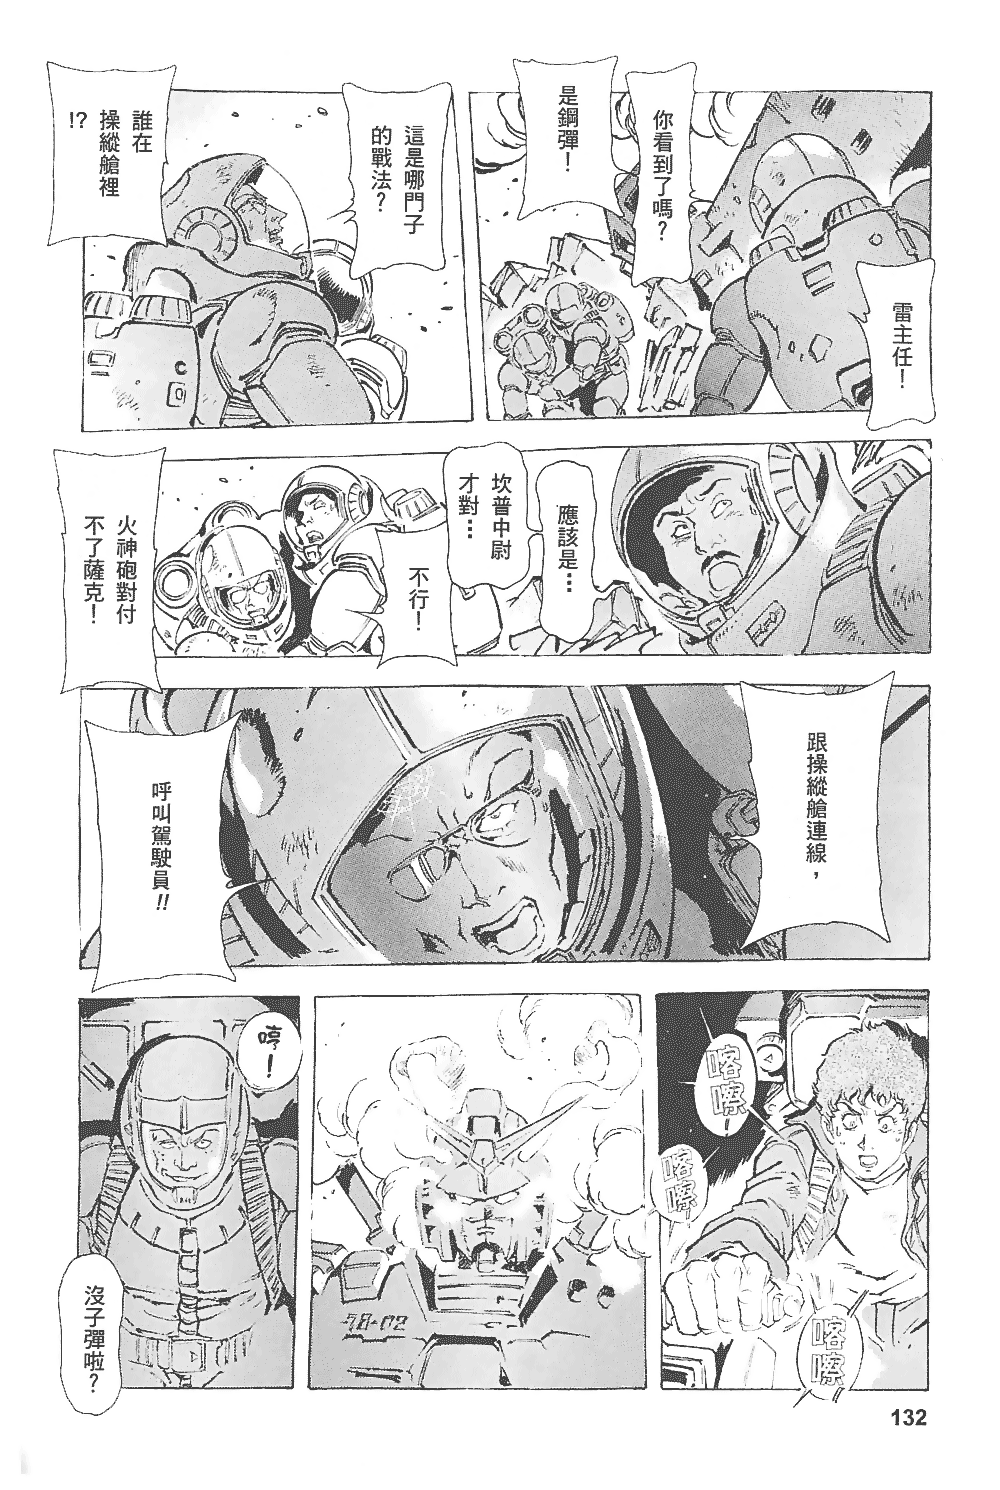 雷主任！
你看到了嗎？
是鋼彈！
這是哪門子
的戰法？
誰在
操縱艙裡
!?
應該是…
坎普中尉
才對…
不行！
火神砲對付
不了薩克！
跟操縱艙連線，
呼叫駕駛員!!
喀嚓！
喀嚓
喀嚓
78-02
哼！
沒子彈啦？
132